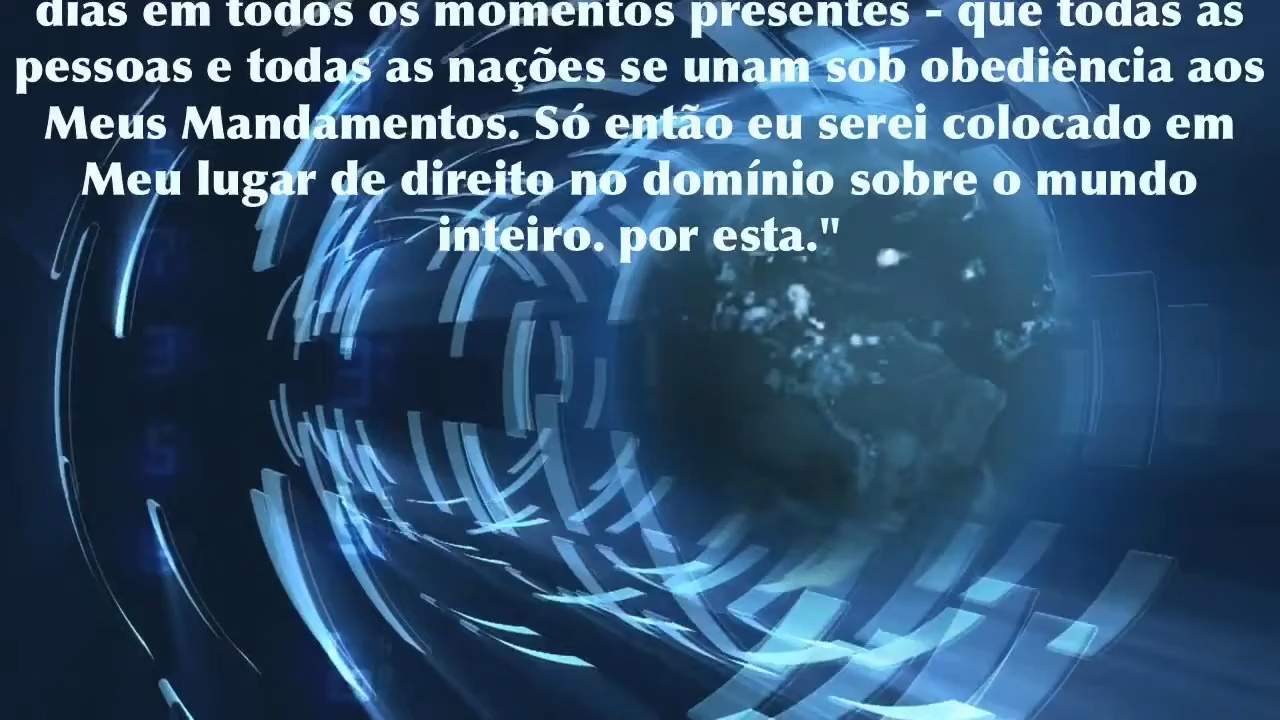 dias em todos os momentos presentes - que todas as
pessoas e todas as nações se unam sob obediência aos
Meus Mandamentos. Só então eu serei colocado em
Meu lugar de direito no domínio sobre o mundo
inteiro. por esta."